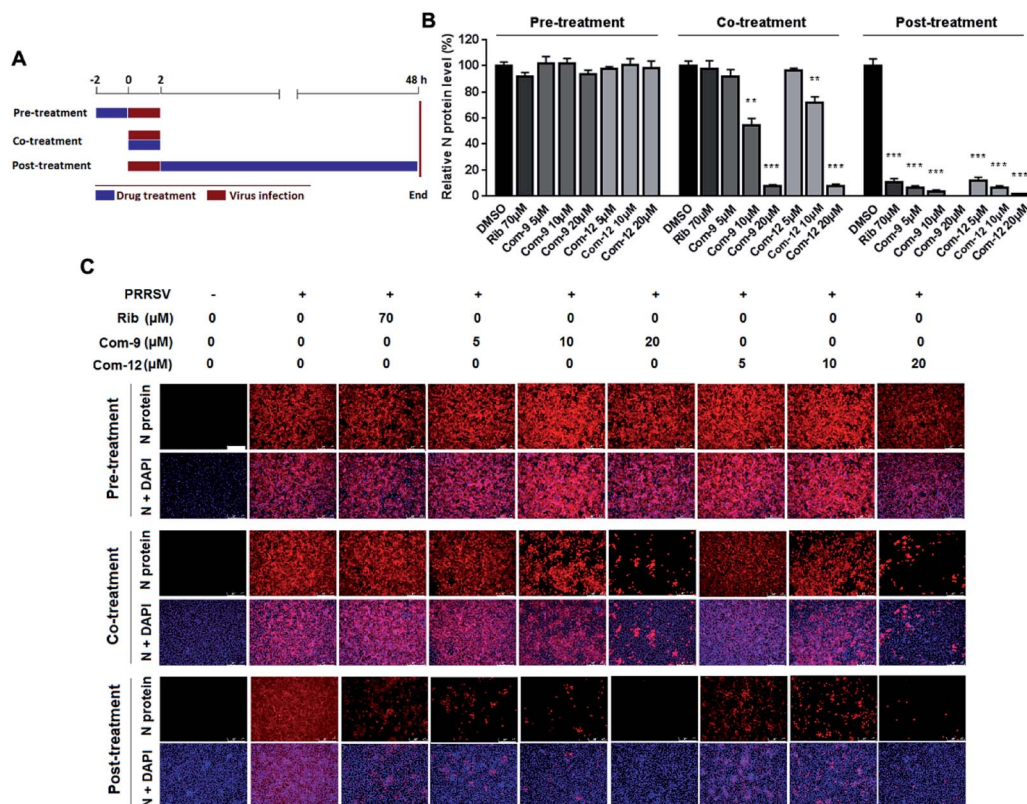 A
-2 0 2 48 h
Pre-treatment
Co-treatment
Post-treatment
Drug treatment Virus infection End
B
Pre-treatment Co-treatment Post-treatment
Relative N protein level (%)
120
100
80
60
40
20
0
** *** ** *** *** *** *** *** *** ***
DMSO Rib 70μM Com-9 5μM Com-9 10μM Com-9 20μM Com-12 5μM Com-12 10μM Com-12 20μM
DMSO Rib 70μM Com-9 5μM Com-9 10μM Com-9 20μM Com-12 5μM Com-12 10μM Com-12 20μM
DMSO Rib 70μM Com-9 5μM Com-9 10μM Com-9 20μM Com-12 5μM Com-12 10μM Com-12 20μM
C
PRRSV - + + + + + + + +
Rib (μM) 0 0 70 0 0 0 0 0 0
Com-9 (μM) 0 0 0 5 10 20 0 0 0
Com-12 (μM) 0 0 0 0 0 0 5 10 20
Pre-treatment
N protein
N + DAPI
Co-treatment
N protein
N + DAPI
Post-treatment
N protein
N + DAPI